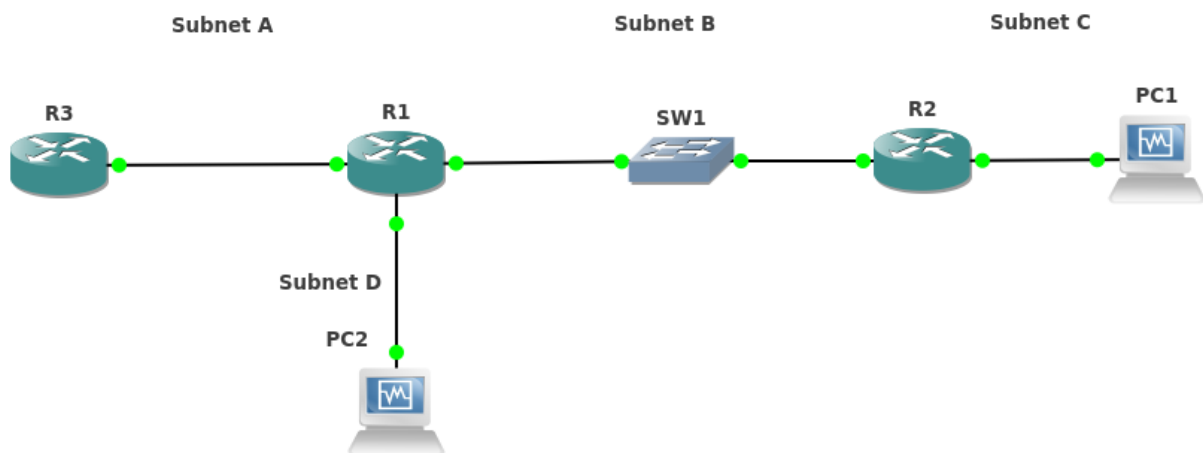 Subnet A
Subnet B
Subnet C
R3
R1
SW1
R2
PC1
Subnet D
PC2